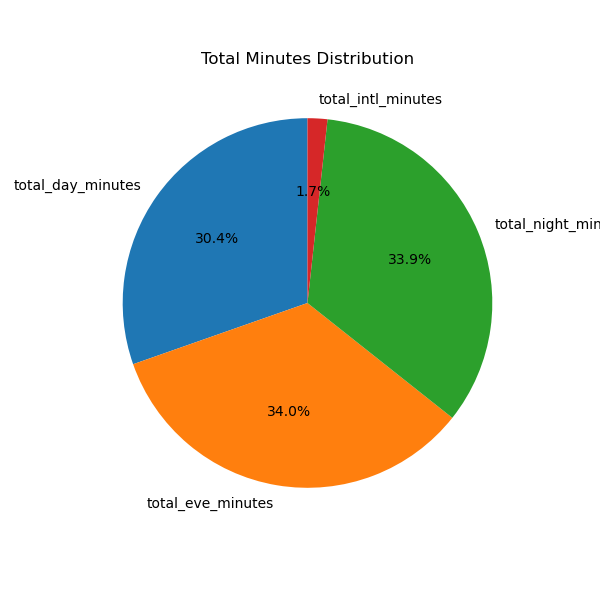 Total Minutes Distribution
total_intl_minutes
total_day_minutes
1.7%
total_night_min
30.4%
33.9%
34.0%
total_eve_minutes